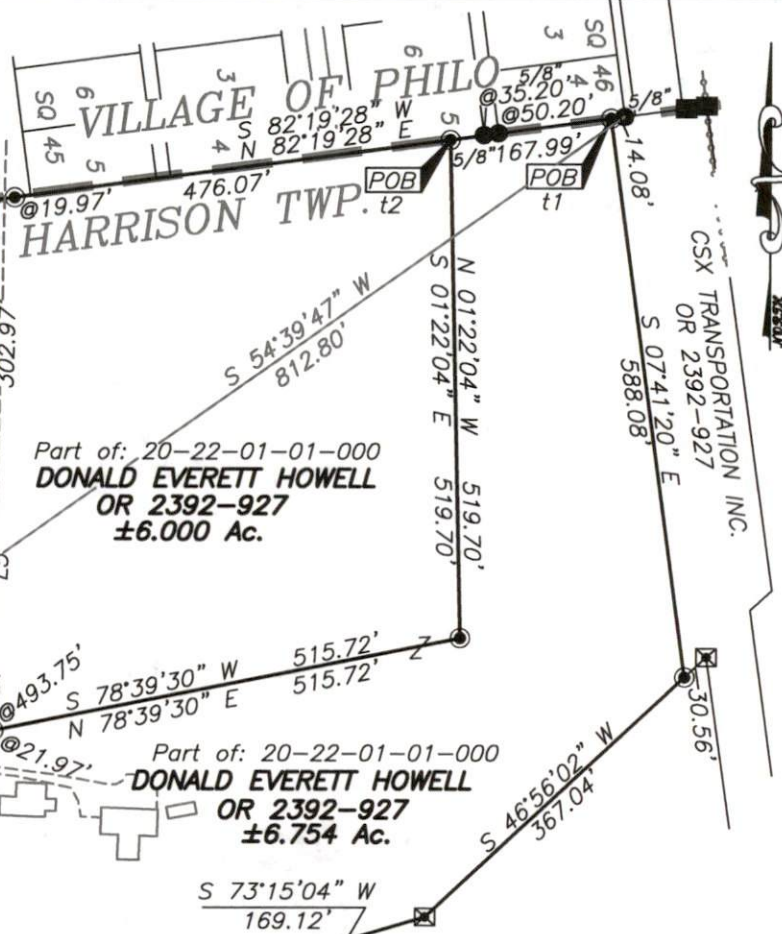 SQ 45
6
5
3
4
6
5
3
4
SQ 46
VILLAGE OF PHILO
S 82°19'28" W
N 82°19'28" E
5/8"
@35.20'
@50.20'
5/8"
5/8"
167.99'
14.08'
@19.97'
476.07'
POB
t2
POB
t1
HARRISON TWP.
S 54°39'47" W
812.80'
N 01°22'04" W 519.70'
S 01°22'04" E 519.70'
S 07°41'20" E
588.08'
CSX TRANSPORTATION INC.
OR 2392-927
Part of: 20-22-01-01-000
DONALD EVERETT HOWELL
OR 2392-927
±6.000 Ac.
@493.75'
S 78°39'30" W 515.72'
N 78°39'30" E 515.72'
Z
@21.97'
30.56'
Part of: 20-22-01-01-000
DONALD EVERETT HOWELL
OR 2392-927
±6.754 Ac.
S 46°56'02" W
367.04'
S 73°15'04" W
169.12'